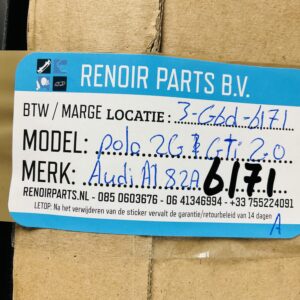 RENOIR PARTS B.V.
BTW / MARGE LOCATIE: 3-G6d-6171
MODEL: polo 2G 1 Gti 2.0
MERK: Audi A1 82A 6171
RENOIRPARTS.NL - 085 0603676 - 06 41346994 - +33 755224091
LETOP: Na het verwijderen van de sticker vervalt de garantie/retourbeleid van 14 dagen
A